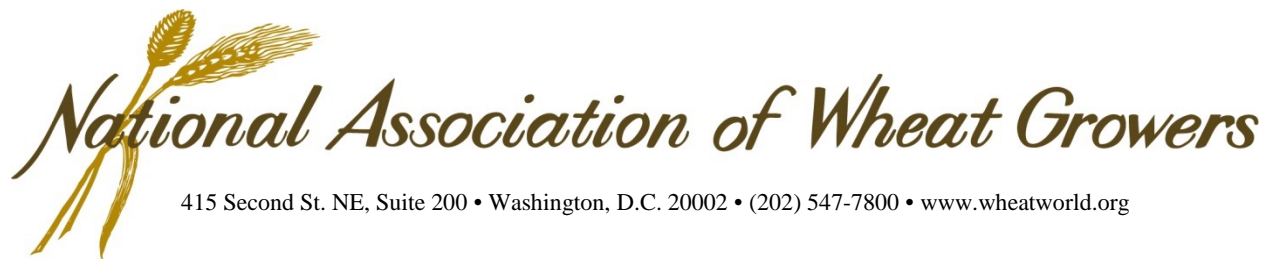 National Association of Wheat Growers
415 Second St. NE, Suite 200 • Washington, D.C. 20002 • (202) 547-7800 • www.wheatworld.org